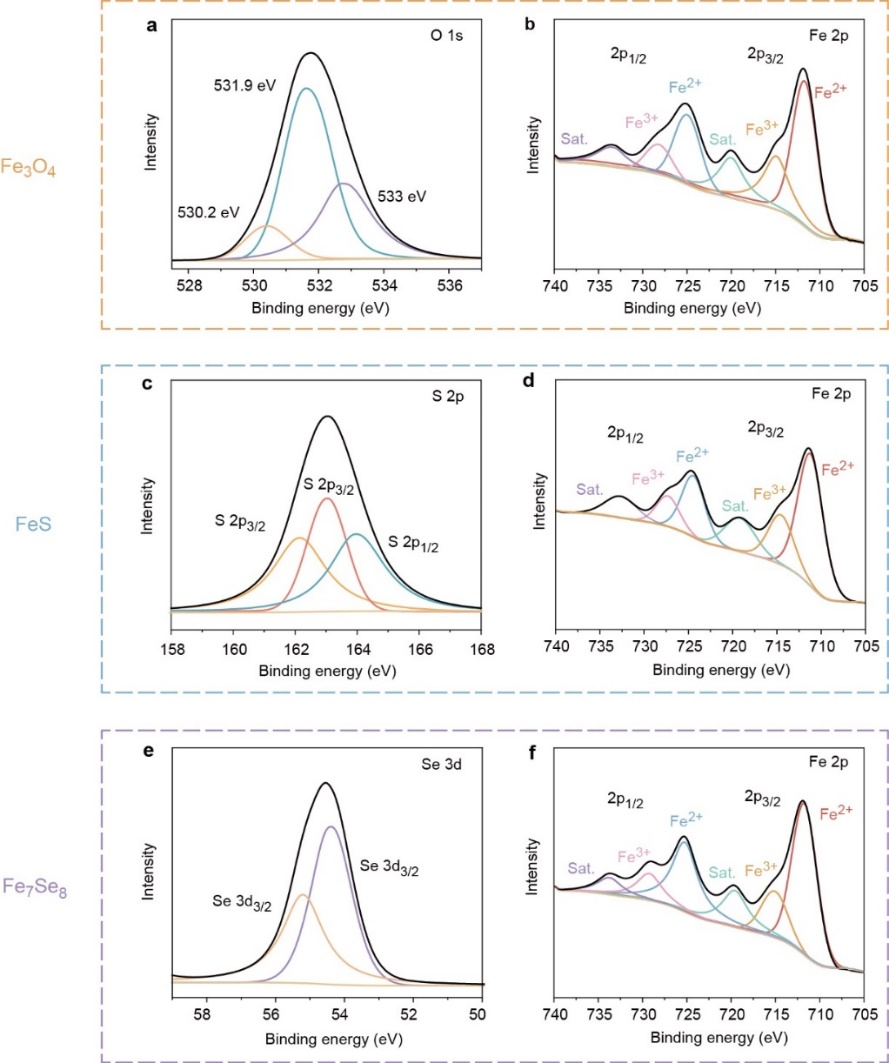 Fe3O4
a
O 1s
531.9 eV
530.2 eV
533 eV
Intensity
528 530 532 534 536
Binding energy (eV)
b
Fe 2p
2p1/2
2p3/2
Sat.
Fe3+
Fe2+
Sat.
Fe3+
Fe2+
Intensity
740 735 730 725 720 715 710 705
Binding energy (eV)
FeS
c
S 2p
S 2p3/2
S 2p3/2
S 2p1/2
Intensity
158 160 162 164 166 168
Binding energy (eV)
d
Fe 2p
2p1/2
2p3/2
Sat.
Fe3+
Fe2+
Sat.
Fe3+
Fe2+
Intensity
740 735 730 725 720 715 710 705
Binding energy (eV)
Fe7Se8
e
Se 3d
Se 3d3/2
Se 3d3/2
Intensity
58 56 54 52 50
Binding energy (eV)
f
Fe 2p
2p1/2
2p3/2
Sat.
Fe3+
Fe2+
Sat.
Fe3+
Fe2+
Intensity
740 735 730 725 720 715 710 705
Binding energy (eV)